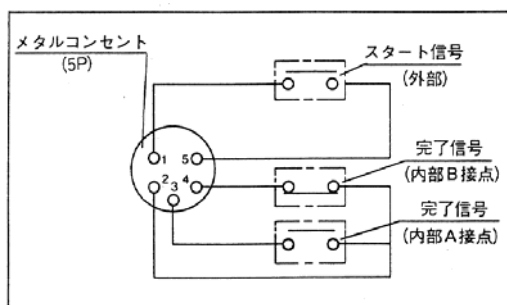 メタルコンセント
(5P)
スタート信号
(外部)
1 5
2 3 4
完了信号
(内部B接点)
完了信号
(内部A接点)